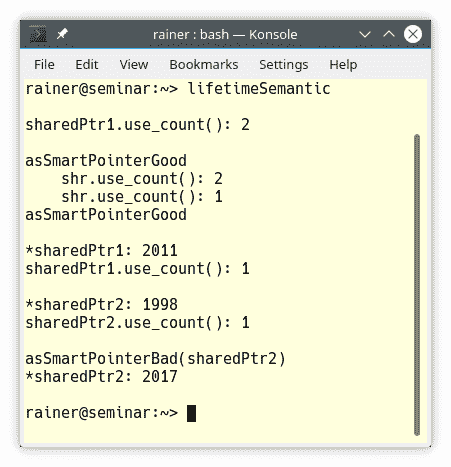 rainer : bash — Konsole
File Edit View Bookmarks Settings Help
rainer@seminar:~> lifetimeSemantic
sharedPtr1.use_count(): 2
asSmartPointerGood
    shr.use_count(): 2
    shr.use_count(): 1
asSmartPointerGood
*sharedPtr1: 2011
sharedPtr1.use_count(): 1
*sharedPtr2: 1998
sharedPtr2.use_count(): 1
asSmartPointerBad(sharedPtr2)
*sharedPtr2: 2017
rainer@seminar:~>